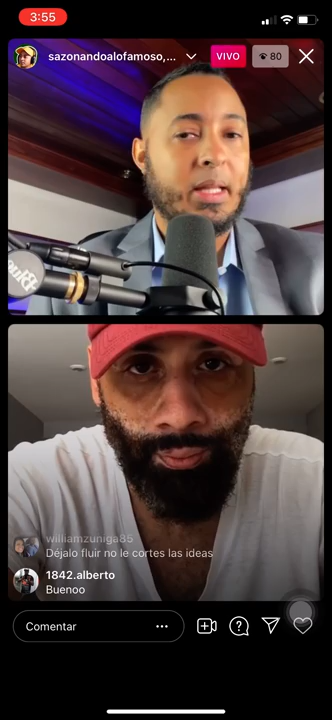 3:55
sazonandoalofamoso,...
VIVO
80
williamzuniga85
Déjalo fluir no le cortes las ideas
1842.alberto
Buenoo
Comentar